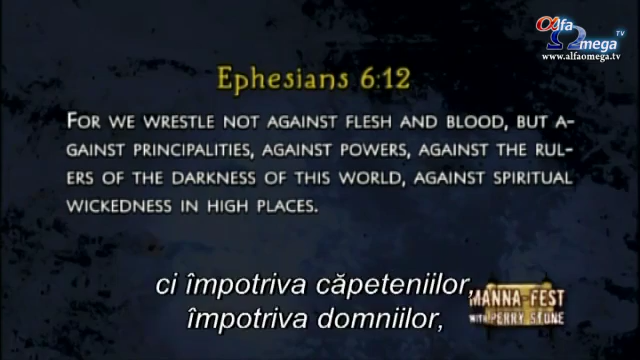 alfa
Omega TV
www.alfaomega.tv
Ephesians 6:12
FOR WE WRESTLE NOT AGAINST FLESH AND BLOOD, BUT A-
GAINST PRINCIPALITIES, AGAINST POWERS, AGAINST THE RUL-
ERS OF THE DARKNESS OF THIS WORLD, AGAINST SPIRITUAL
WICKEDNESS IN HIGH PLACES.
ci împotriva căpeteniilor,
împotriva domniilor,
MANNA-FEST
WITH PERRY STONE